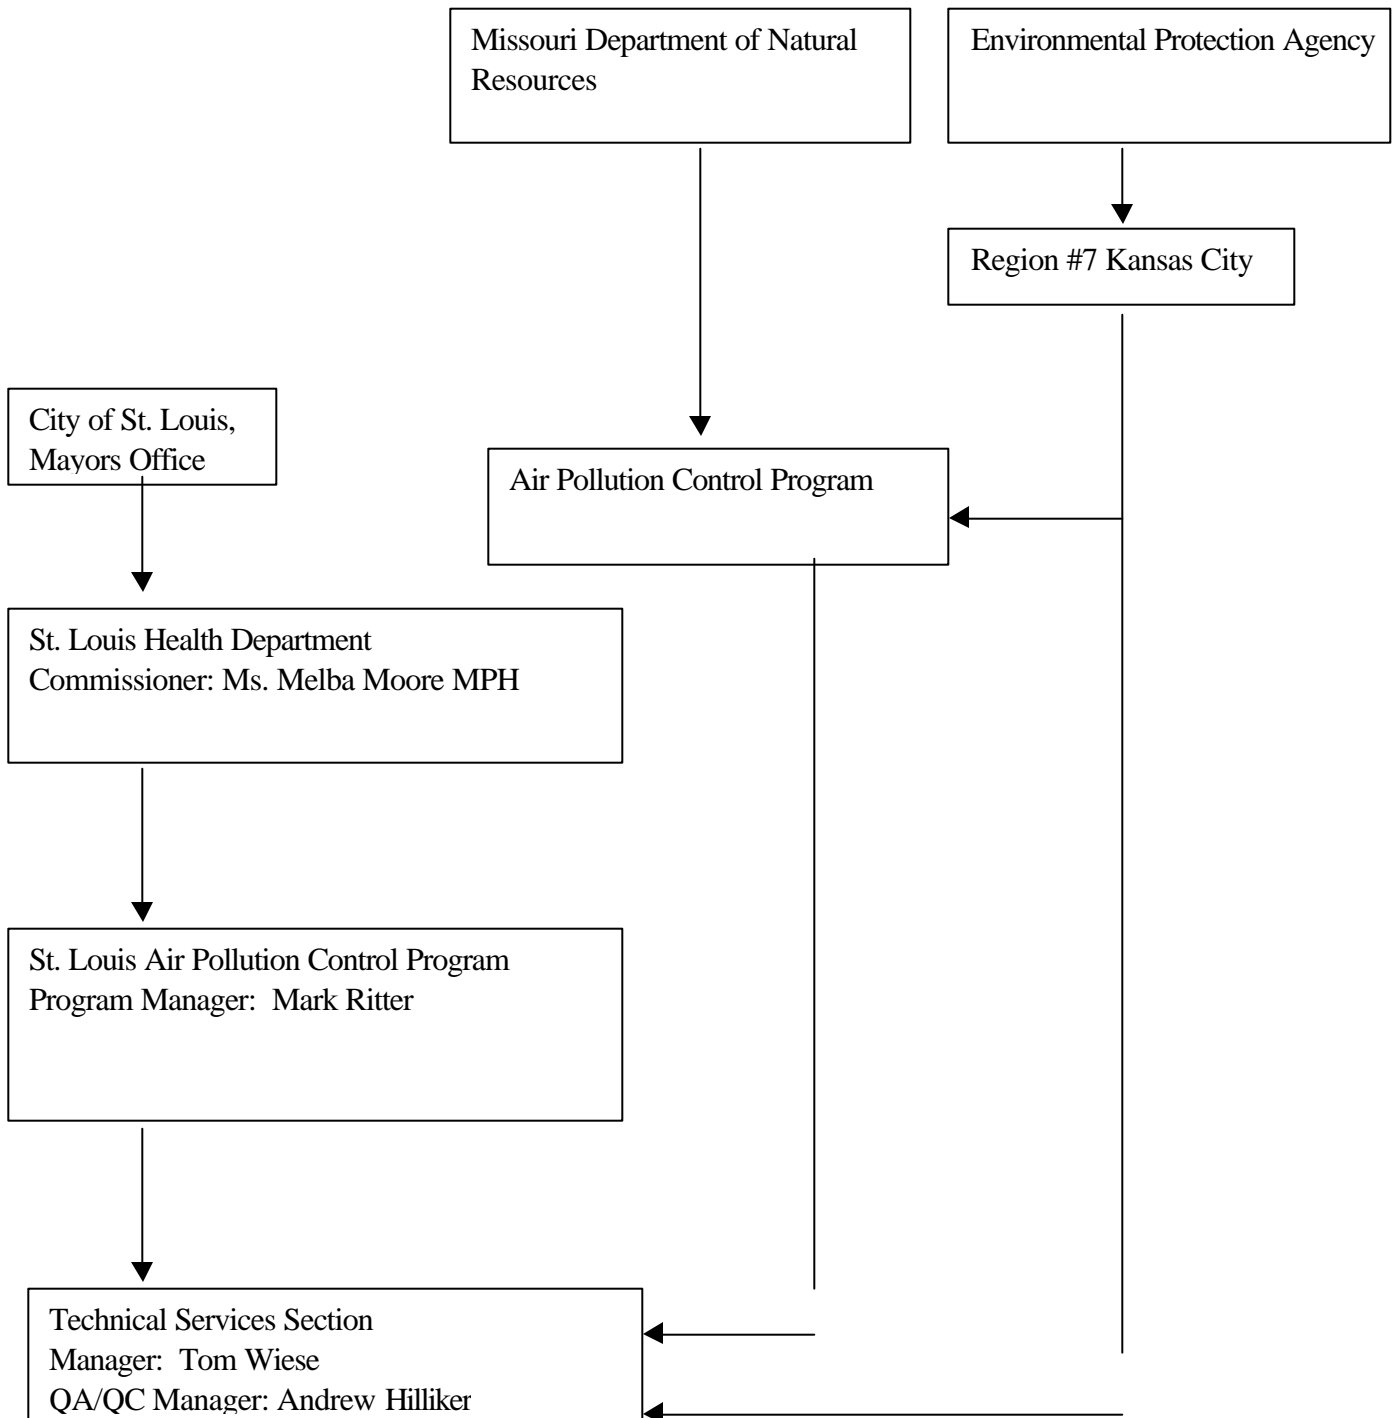 Missouri Department of Natural
Resources
Environmental Protection Agency
Region #7 Kansas City
City of St. Louis,
Mayors Office
Air Pollution Control Program
St. Louis Health Department
Commissioner: Ms. Melba Moore MPH
St. Louis Air Pollution Control Program
Program Manager:  Mark Ritter
Technical Services Section
Manager:  Tom Wiese
QA/QC Manager: Andrew Hilliker